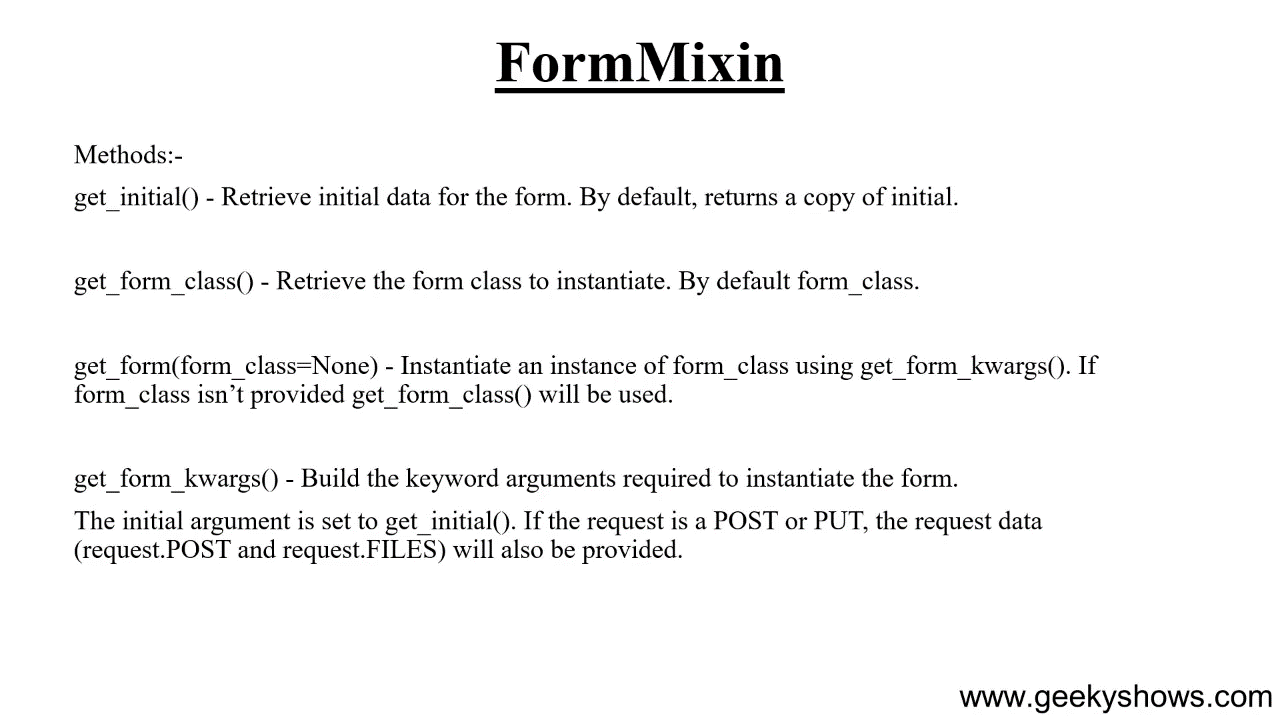 FormMixin
Methods:-
get_initial() - Retrieve initial data for the form. By default, returns a copy of initial.
get_form_class() - Retrieve the form class to instantiate. By default form_class.
get_form(form_class=None) - Instantiate an instance of form_class using get_form_kwargs(). If
form_class isn’t provided get_form_class() will be used.
get_form_kwargs() - Build the keyword arguments required to instantiate the form.
The initial argument is set to get_initial(). If the request is a POST or PUT, the request data
(request.POST and request.FILES) will also be provided.
www.geekyshows.com